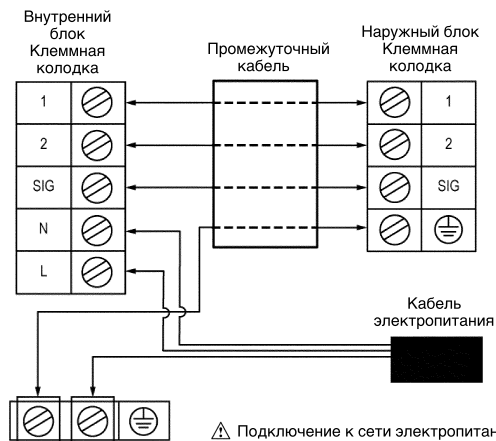 Внутренний
блок
Клеммная
колодка
Промежуточный
кабель
Наружный блок
Клеммная
колодка
1
2
SIG
N
L
1
2
SIG
Кабель
электропитания
Подключение к сети электропитан